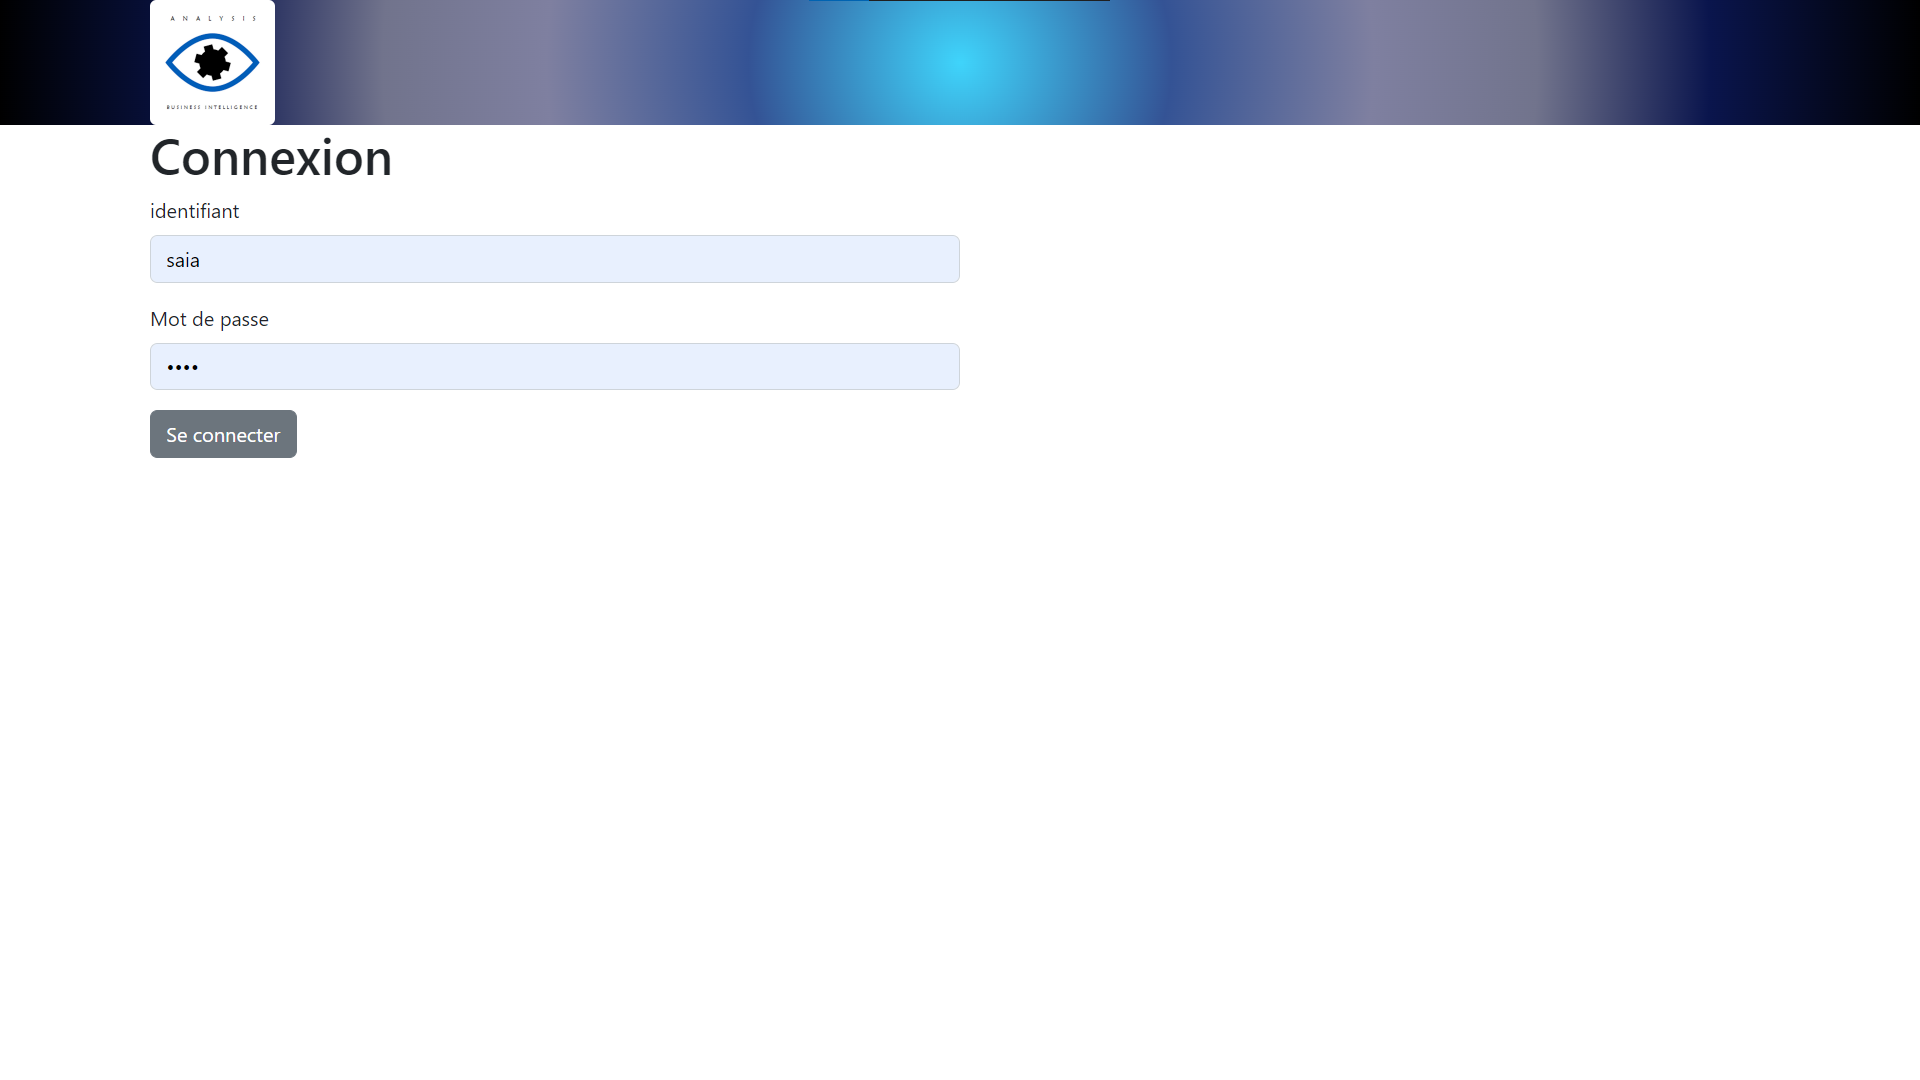 ANALYSIS
BUSINESS INTELLIGENCE
Connexion
identifiant
saia
Mot de passe
••••
Se connecter